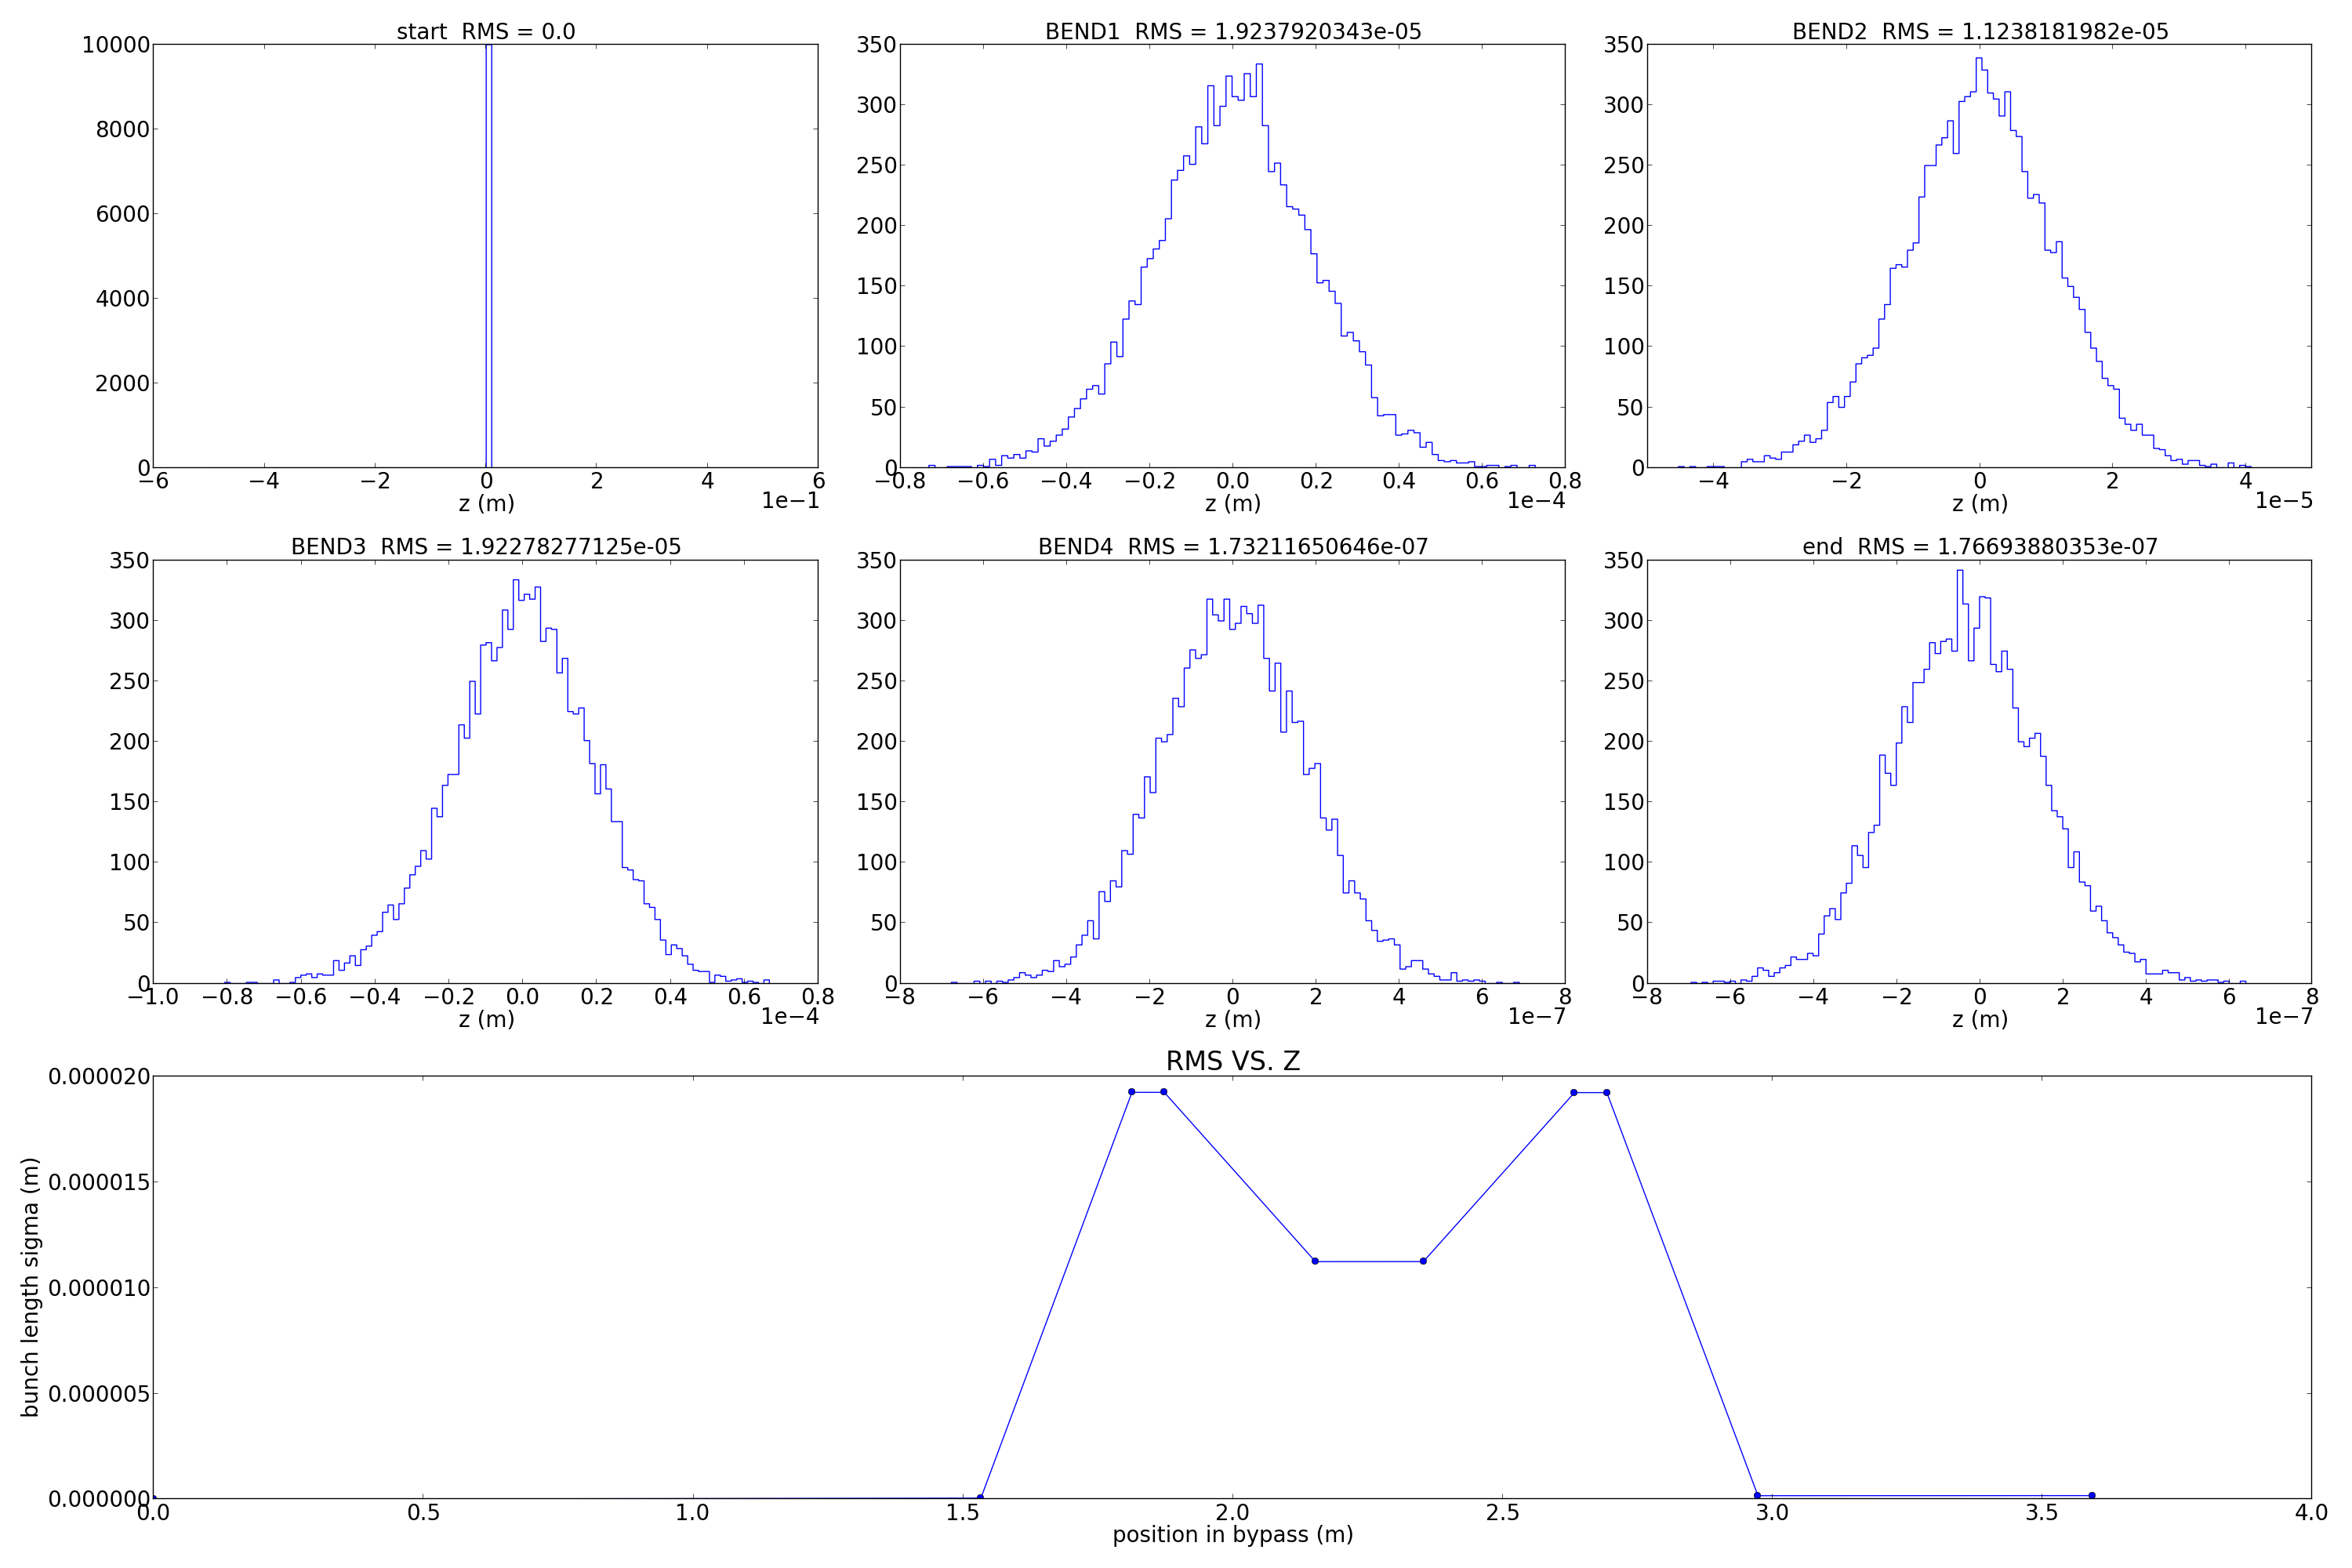 start  RMS = 0.0
10000
8000
6000
4000
2000
0
−6 −4 −2 0 2 4 6
z (m)
1e−1
BEND1  RMS = 1.9237920343e-05
350
300
250
200
150
100
50
0
−0.8 −0.6 −0.4 −0.2 0.0 0.2 0.4 0.6 0.8
z (m)
1e−4
BEND2  RMS = 1.1238181982e-05
350
300
250
200
150
100
50
0
−4 −2 0 2 4
z (m)
1e−5
BEND3  RMS = 1.92278277125e-05
350
300
250
200
150
100
50
0
−1.0 −0.8 −0.6 −0.4 −0.2 0.0 0.2 0.4 0.6 0.8
z (m)
1e−4
BEND4  RMS = 1.73211650646e-07
350
300
250
200
150
100
50
0
−8 −6 −4 −2 0 2 4 6 8
z (m)
1e−7
end  RMS = 1.76693880353e-07
350
300
250
200
150
100
50
0
−8 −6 −4 −2 0 2 4 6 8
z (m)
1e−7
RMS VS. Z
bunch length sigma (m)
0.000020
0.000015
0.000010
0.000005
0.000000
0.0 0.5 1.0 1.5 2.0 2.5 3.0 3.5 4.0
position in bypass (m)